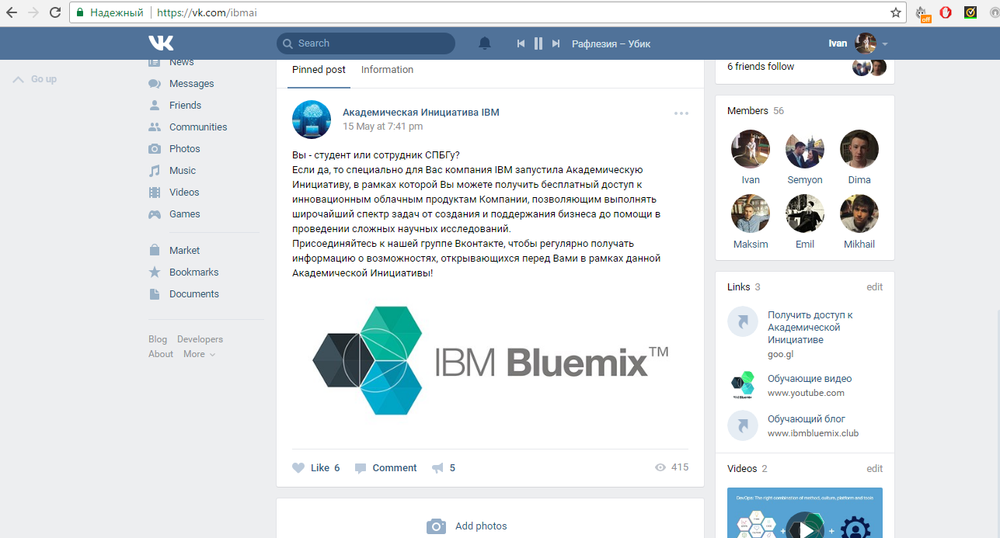 Надежный
https://vk.com/ibmai
off
Search
Рафлезия – Убик
Ivan
Go up
News
Messages
Friends
Communities
Photos
Music
Videos
Games
Market
Bookmarks
Documents
Blog Developers
About More
Pinned post Information
Академическая Инициатива IBM
15 May at 7:41 pm
Вы - студент или сотрудник СПБГу?
Если да, то специально для Вас компания IBM запустила Академическую
Инициативу, в рамках которой Вы можете получить бесплатный доступ к
инновационным облачным продуктам Компании, позволяющим выполнять
широчайший спектр задач от создания и поддержания бизнеса до помощи в
проведении сложных научных исследований.
Присоединяйтесь к нашей группе Вконтакте, чтобы регулярно получать
информацию о возможностях, открывающихся перед Вами в рамках данной
Академической Инициативы!
IBM Bluemix™
Like 6 Comment 5 415
Add photos
6 friends follow
Members 56
Ivan Semyon Dima
Maksim Emil Mikhail
Links 3 edit
Получить доступ к
Академической
Инициативе
goo.gl
Обучающие видео
www.youtube.com
Обучающий блог
www.ibmbluemix.club
Videos 2 edit
DevOps: The right combination of method, culture, platform and tools